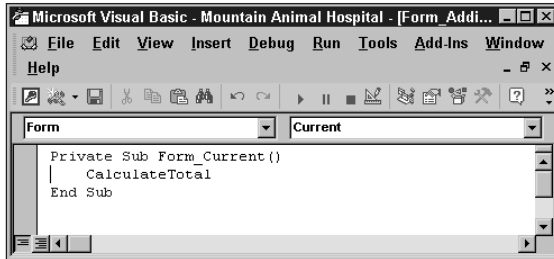 Microsoft Visual Basic - Mountain Animal Hospital - [Form_Addi...
File Edit View Insert Debug Run Tools Add-Ins Window
Help
Form Current
Private Sub Form_Current()
CalculateTotal
End Sub